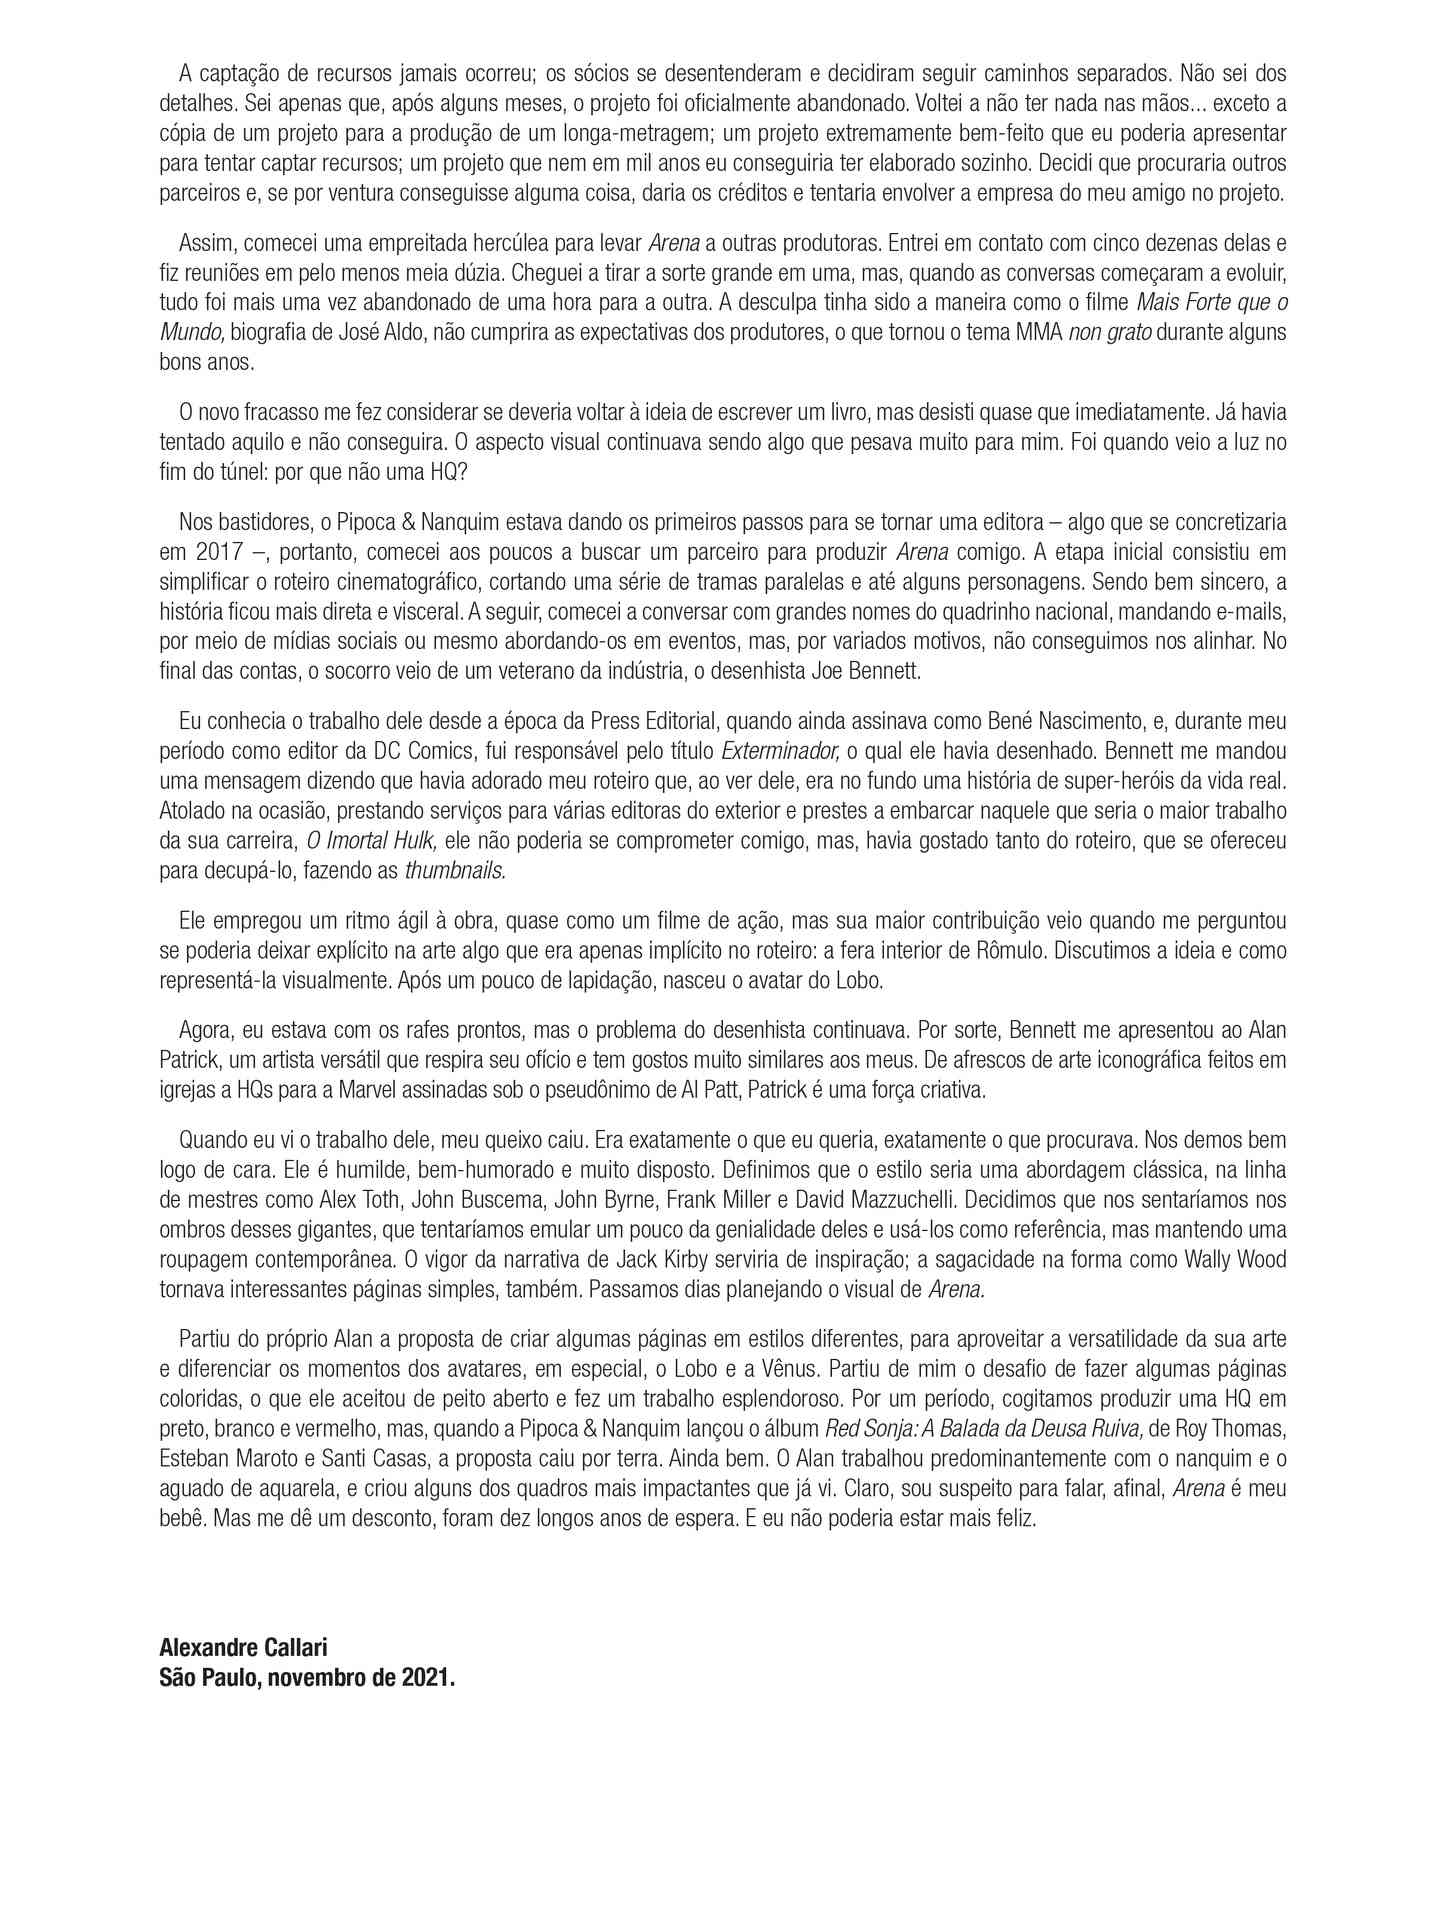 A captação de recursos jamais ocorreu; os sócios se desentenderam e decidiram seguir caminhos separados. Não sei dos
detalhes. Sei apenas que, após alguns meses, o projeto foi oficialmente abandonado. Voltei a não ter nada nas mãos... exceto a
cópia de um projeto para a produção de um longa-metragem; um projeto extremamente bem-feito que eu poderia apresentar
para tentar captar recursos; um projeto que nem em mil anos eu conseguiria ter elaborado sozinho. Decidi que procuraria outros
parceiros e, se por ventura conseguisse alguma coisa, daria os créditos e tentaria envolver a empresa do meu amigo no projeto.
Assim, comecei uma empreitada hercúlea para levar Arena a outras produtoras. Entrei em contato com cinco dezenas delas e
fiz reuniões em pelo menos meia dúzia. Cheguei a tirar a sorte grande em uma, mas, quando as conversas começaram a evoluir,
tudo foi mais uma vez abandonado de uma hora para a outra. A desculpa tinha sido a maneira como o filme Mais Forte que o
Mundo, biografia de José Aldo, não cumprira as expectativas dos produtores, o que tornou o tema MMA non grato durante alguns
bons anos.
O novo fracasso me fez considerar se deveria voltar à ideia de escrever um livro, mas desisti quase que imediatamente. Já havia
tentado aquilo e não conseguira. O aspecto visual continuava sendo algo que pesava muito para mim. Foi quando veio a luz no
fim do túnel: por que não uma HQ?
Nos bastidores, o Pipoca & Nanquim estava dando os primeiros passos para se tornar uma editora – algo que se concretizaria
em 2017 –, portanto, comecei aos poucos a buscar um parceiro para produzir Arena comigo. A etapa inicial consistiu em
simplificar o roteiro cinematográfico, cortando uma série de tramas paralelas e até alguns personagens. Sendo bem sincero, a
história ficou mais direta e visceral. A seguir, comecei a conversar com grandes nomes do quadrinho nacional, mandando e-mails,
por meio de mídias sociais ou mesmo abordando-os em eventos, mas, por variados motivos, não conseguimos nos alinhar. No
final das contas, o socorro veio de um veterano da indústria, o desenhista Joe Bennett.
Eu conhecia o trabalho dele desde a época da Press Editorial, quando ainda assinava como Bené Nascimento, e, durante meu
período como editor da DC Comics, fui responsável pelo título Exterminador, o qual ele havia desenhado. Bennett me mandou
uma mensagem dizendo que havia adorado meu roteiro que, ao ver dele, era no fundo uma história de super-heróis da vida real.
Atolado na ocasião, prestando serviços para várias editoras do exterior e prestes a embarcar naquele que seria o maior trabalho
da sua carreira, O Imortal Hulk, ele não poderia se comprometer comigo, mas, havia gostado tanto do roteiro, que se ofereceu
para decupá-lo, fazendo as thumbnails.
Ele empregou um ritmo ágil à obra, quase como um filme de ação, mas sua maior contribuição veio quando me perguntou
se poderia deixar explícito na arte algo que era apenas implícito no roteiro: a fera interior de Rômulo. Discutimos a ideia e como
representá-la visualmente. Após um pouco de lapidação, nasceu o avatar do Lobo.
Agora, eu estava com os rafes prontos, mas o problema do desenhista continuava. Por sorte, Bennett me apresentou ao Alan
Patrick, um artista versátil que respira seu ofício e tem gostos muito similares aos meus. De afrescos de arte iconográfica feitos em
igrejas a HQs para a Marvel assinadas sob o pseudônimo de Al Patt, Patrick é uma força criativa.
Quando eu vi o trabalho dele, meu queixo caiu. Era exatamente o que eu queria, exatamente o que procurava. Nos demos bem
logo de cara. Ele é humilde, bem-humorado e muito disposto. Definimos que o estilo seria uma abordagem clássica, na linha
de mestres como Alex Toth, John Buscema, John Byrne, Frank Miller e David Mazzuchelli. Decidimos que nos sentaríamos nos
ombros desses gigantes, que tentaríamos emular um pouco da genialidade deles e usá-los como referência, mas mantendo uma
roupagem contemporânea. O vigor da narrativa de Jack Kirby serviria de inspiração; a sagacidade na forma como Wally Wood
tornava interessantes páginas simples, também. Passamos dias planejando o visual de Arena.
Partiu do próprio Alan a proposta de criar algumas páginas em estilos diferentes, para aproveitar a versatilidade da sua arte
e diferenciar os momentos dos avatares, em especial, o Lobo e a Vênus. Partiu de mim o desafio de fazer algumas páginas
coloridas, o que ele aceitou de peito aberto e fez um trabalho esplendoroso. Por um período, cogitamos produzir uma HQ em
preto, branco e vermelho, mas, quando a Pipoca & Nanquim lançou o álbum Red Sonja: A Balada da Deusa Ruiva, de Roy Thomas,
Esteban Maroto e Santi Casas, a proposta caiu por terra. Ainda bem. O Alan trabalhou predominantemente com o nanquim e o
aguado de aquarela, e criou alguns dos quadros mais impactantes que já vi. Claro, sou suspeito para falar, afinal, Arena é meu
bebê. Mas me dê um desconto, foram dez longos anos de espera. E eu não poderia estar mais feliz.
Alexandre Callari
São Paulo, novembro de 2021.